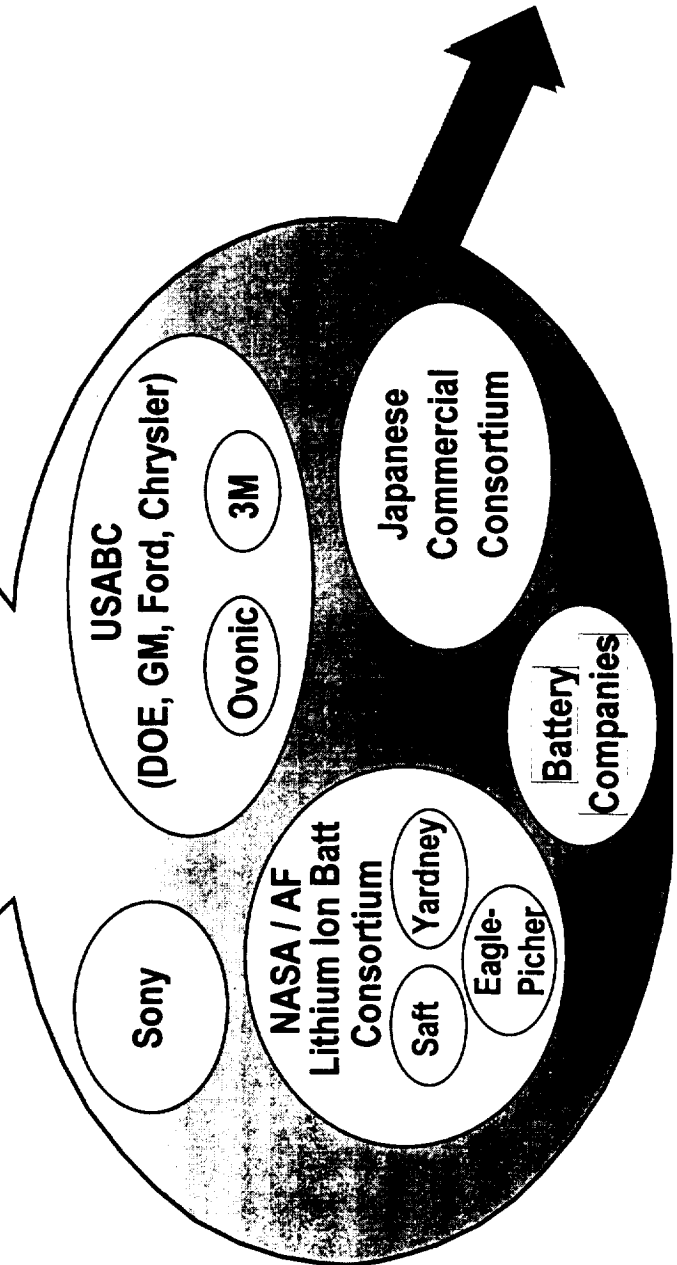 Sony
USABC
(DOE, GM, Ford, Chrysler)
Ovonic
3M
NASA / AF
Lithium Ion Batt
Consortium
Saft
Yardney
Eagle-
Picher
Japanese
Commercial
Consortium
Battery
Companies